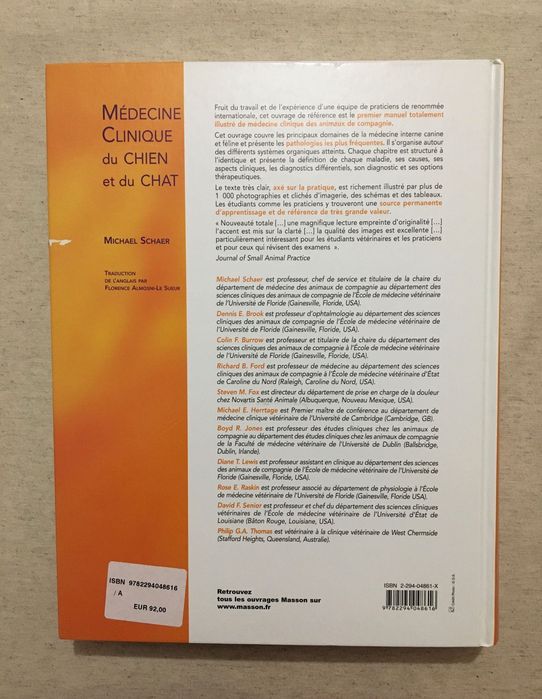 MÉDECINE
CLINIQUE
DU CHIEN
ET DU CHAT
MICHAEL SCHAER
TRADUCTION
DE L'ANGLAIS PAR
FLORENCE ALMOSNI-LE SUEUR
Fruit du travail et de l'expérience d'une équipe de praticiens de renommée
internationale, cet ouvrage de référence est le premier manuel totalement
illustré de médecine clinique des animaux de compagnie.
Cet ouvrage couvre les principaux domaines de la médecine interne canine
et féline et présente les pathologies les plus fréquentes. Il s'organise autour
des différents systèmes organiques atteints. Chaque chapitre est structuré à
l'identique et présente la définition de chaque maladie, ses causes, ses
aspects cliniques, les diagnostics différentiels, son diagnostic et ses options
thérapeutiques.
Le texte très clair, axé sur la pratique, est richement illustré par plus de
1 000 photographies et clichés d'imagerie, des schémas et des tableaux.
Les étudiants comme les praticiens y trouveront une source permanente
d'apprentissage et de référence de très grande valeur.
« Nouveauté totale [...] une magnifique lecture empreinte d'originalité [...]
l'accent est mis sur la clarté [...] la qualité des images est excellente [...]
particulièrement intéressant pour les étudiants vétérinaires et les praticiens
et pour ceux qui révisent des examens ».
Journal of Small Animal Practice
Michael Schaer est professeur, chef de service et titulaire de la chaire du
département de médecine des animaux de compagnie au département des
sciences cliniques des animaux de compagnie de l'École de médecine vétérinaire
de l'Université de Floride (Gainesville, Floride, USA).
Dennis E. Brook est professeur d'ophtalmologie au département des sciences
cliniques des animaux de compagnie de l'École de médecine vétérinaire de
l'Université de Floride (Gainesville, Floride, USA).
Colin F. Burrow est professeur et titulaire de la chaire du département des
sciences cliniques des animaux de compagnie de l'École de médecine vétérinaire
de l'Université de Floride (Gainesville, Floride, USA).
Richard B. Ford est professeur de médecine au département des sciences
cliniques des animaux de compagnie à l'École de médecine vétérinaire d'État
de Caroline du Nord (Raleigh, Caroline du Nord, USA).
Steven M. Fox est directeur du département de prise en charge de la douleur
chez Novartis Santé Animale (Albuquerque, Nouveau Mexique, USA).
Michael E. Herrtage est Premier maître de conférence au département de
médecine clinique vétérinaire de l'Université de Cambridge (Cambridge, GB).
Boyd R. Jones est professeur des études cliniques chez les animaux de
compagnie au département des études cliniques chez les animaux de compagnie
de la Faculté de médecine vétérinaire de l'Université de Dublin (Ballsbridge,
Dublin, Irlande).
Diane T. Lewis est professeur assistant en clinique au département des sciences
des animaux de compagnie de l'École de médecine vétérinaire de l'Université de
Floride (Gainesville, Floride, USA).
Rose E. Raskin est professeur associé au département de physiologie à l'École
de médecine vétérinaire de l'Université de Floride (Gainesville, Floride USA).
David F. Senior est professeur et chef du département des sciences cliniques
vétérinaires de l'École de médecine vétérinaire de l'Université d'État de
Louisiane (Bâton Rouge, Louisiane, USA).
Philip G.A. Thomas est vétérinaire à la clinique vétérinaire de West Chermside
(Stafford Heights, Queensland, Australie).
ISBN 9782294048616
/ A
EUR 92,00
Retrouvez
tous les ouvrages Masson sur
www.masson.fr
ISBN 2-294-04861-X
9 782294 048616